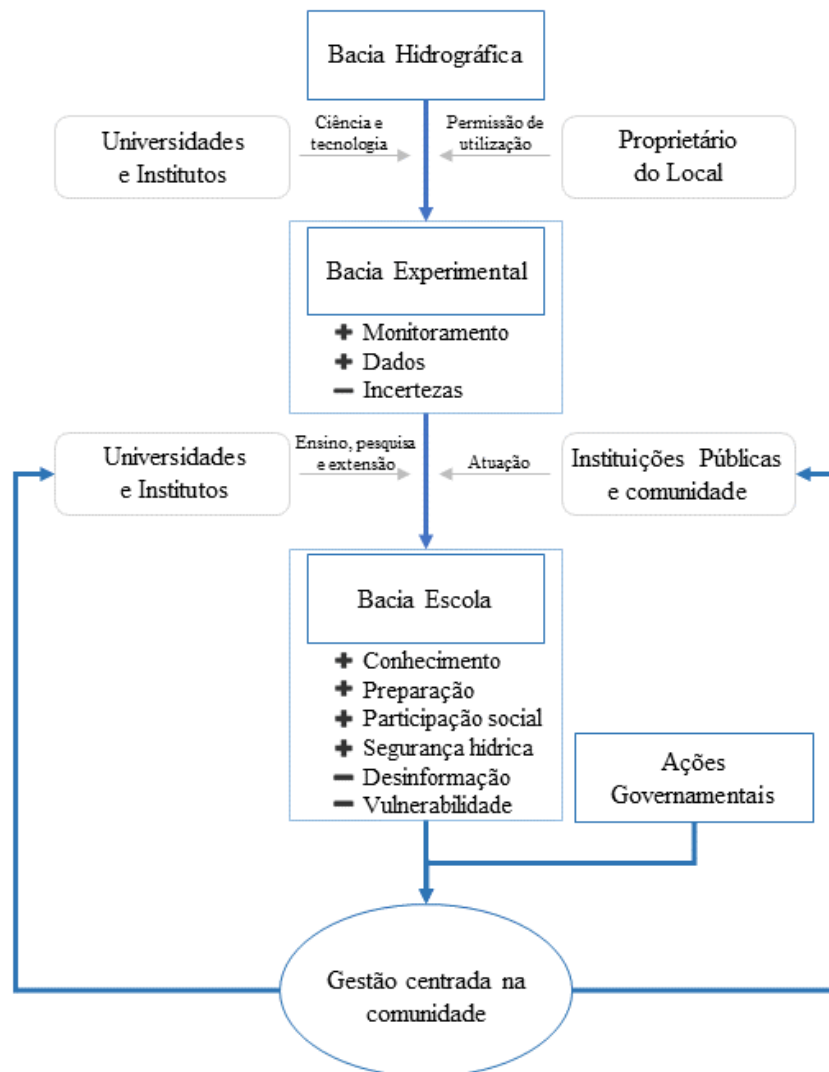 Bacia Hidrográfica
Universidades
e Institutos
Ciência e
tecnologia
Permissão de
utilização
Proprietário
do Local
Bacia Experimental
+ Monitoramento
+ Dados
− Incertezas
Universidades
e Institutos
Ensino, pesquisa
e extensão
Atuação
Instituições Públicas
e comunidade
Bacia Escola
+ Conhecimento
+ Preparação
+ Participação social
+ Segurança hídrica
− Desinformação
− Vulnerabilidade
Ações
Governamentais
Gestão centrada na
comunidade